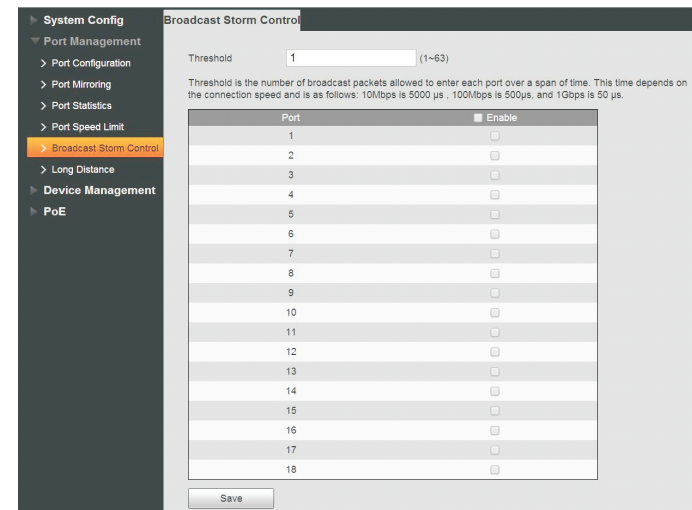 System Config
Port Management
Port Configuration
Port Mirroring
Port Statistics
Port Speed Limit
Broadcast Storm Control
Long Distance
Device Management
PoE
Broadcast Storm Control
Threshold 1 (1~63)
Threshold is the number of broadcast packets allowed to enter each port over a span of time. This time depends on
the connection speed and is as follows: 10Mbps is 5000 μs , 100Mbps is 500μs, and 1Gbps is 50 μs.
Port Enable
1
2
3
4
5
6
7
8
9
10
11
12
13
14
15
16
17
18
Save